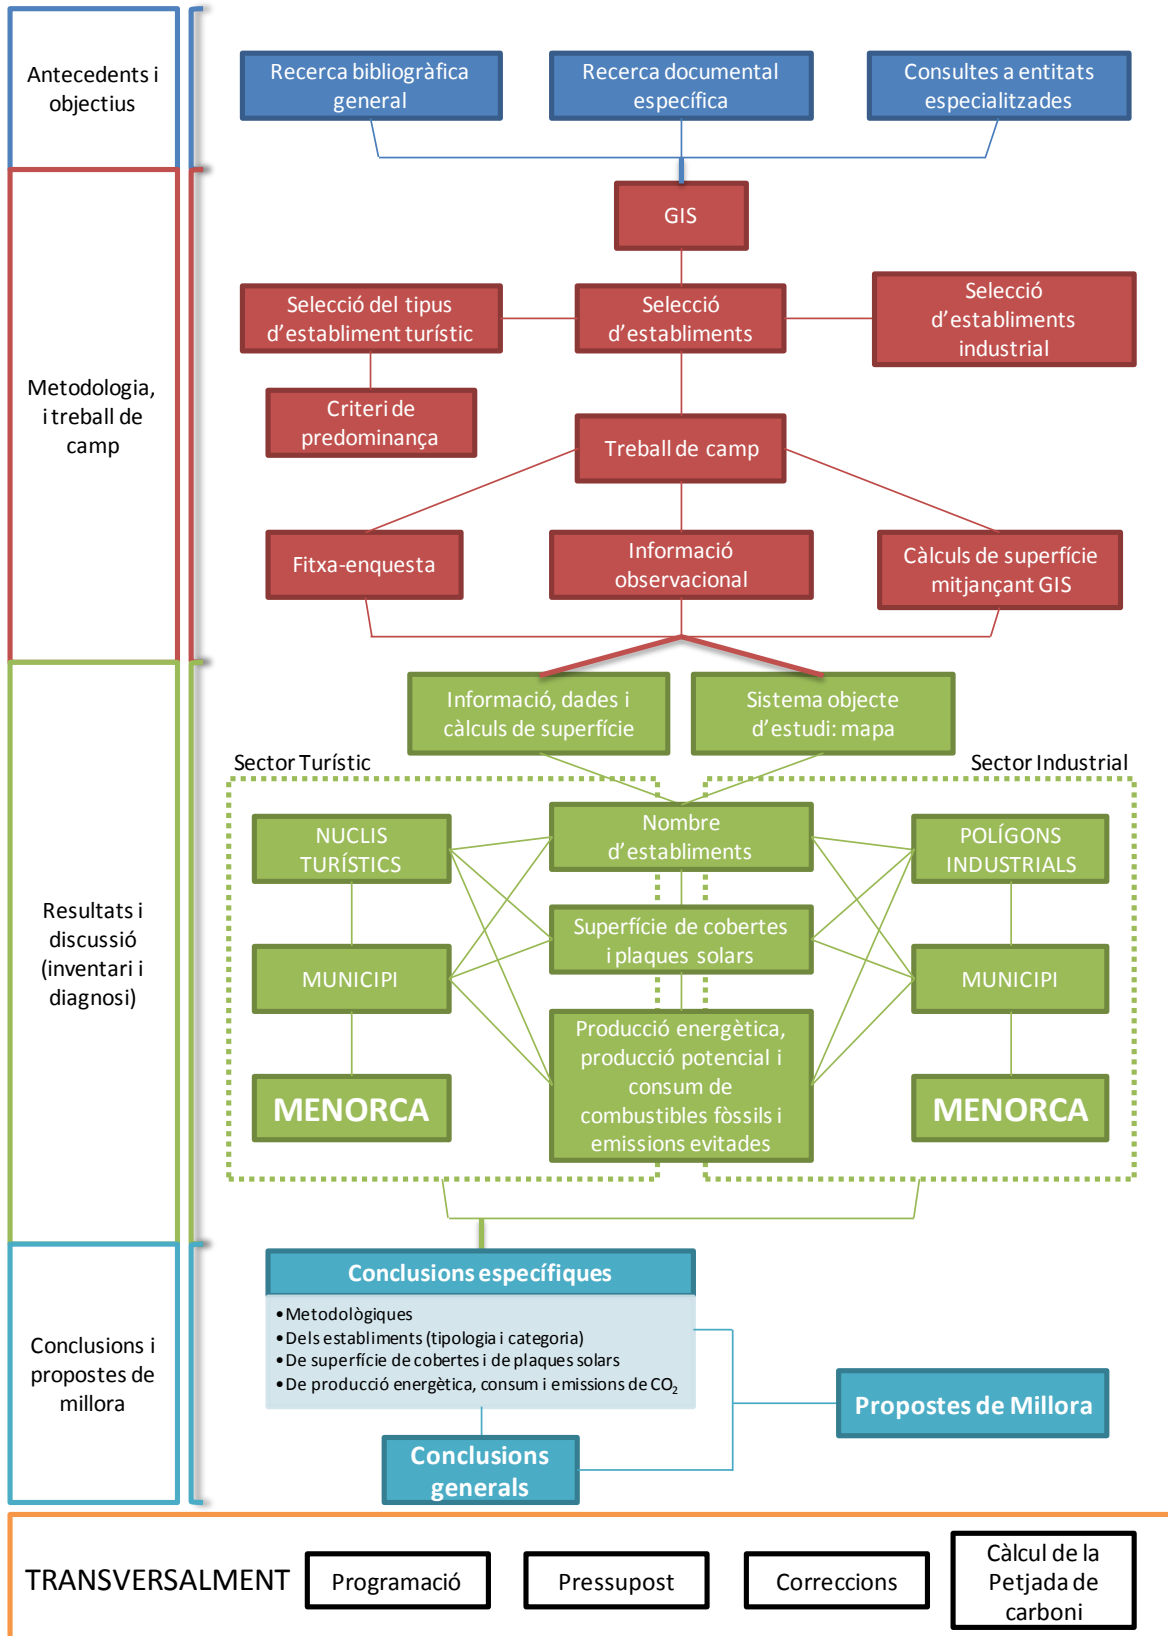 Antecedents i
objectius
Recerca bibliogràfica
general
Recerca documental
específica
Consultes a entitats
especialitzades
Metodologia,
i treball de
camp
GIS
Selecció del tipus
d'establiment turístic
Selecció
d'establiments
Selecció
d'establiments
industrial
Criteri de
predominança
Treball de camp
Fitxa-enquesta
Informació
observacional
Càlculs de superfície
mitjançant GIS
Resultats i
discussió
(inventari i
diagnosi)
Informació, dades i
càlculs de superfície
Sistema objecte
d'estudi: mapa
Sector Turístic
Sector Industrial
NUCLIS
TURÍSTICS
Nombre
d'establiments
POLÍGONS
INDUSTRIALS
Superfície de cobertes
i plaques solars
MUNICIPI
MUNICIPI
Producció energètica,
producció potencial i
consum de
combustibles fòssils i
emissions evitades
MENORCA
MENORCA
Conclusions i
propostes de
millora
Conclusions específiques
•Metodològiques
•Dels establiments (tipologia i categoria)
•De superfície de cobertes i de plaques solars
•De producció energètica, consum i emissions de CO₂
Propostes de Millora
Conclusions
generals
TRANSVERSALMENT
Programació
Pressupost
Correccions
Càlcul de la
Petjada de
carboni